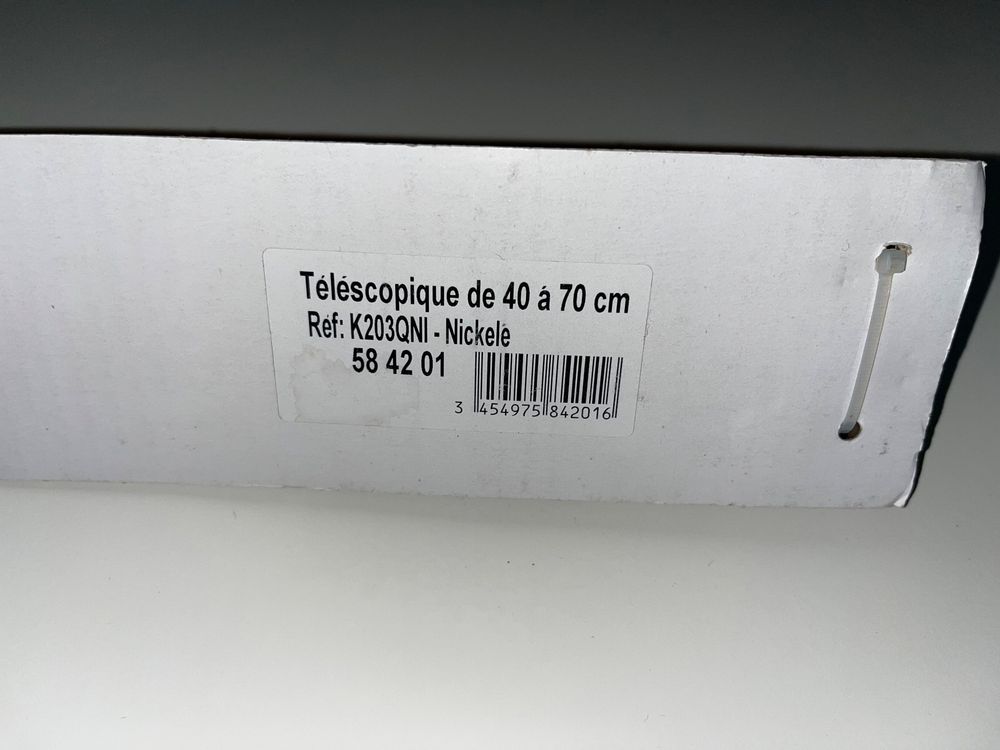 Téléscopique de 40 á 70 cm
Réf: K203QNI - Nickelé
58 42 01
3 454975 842016